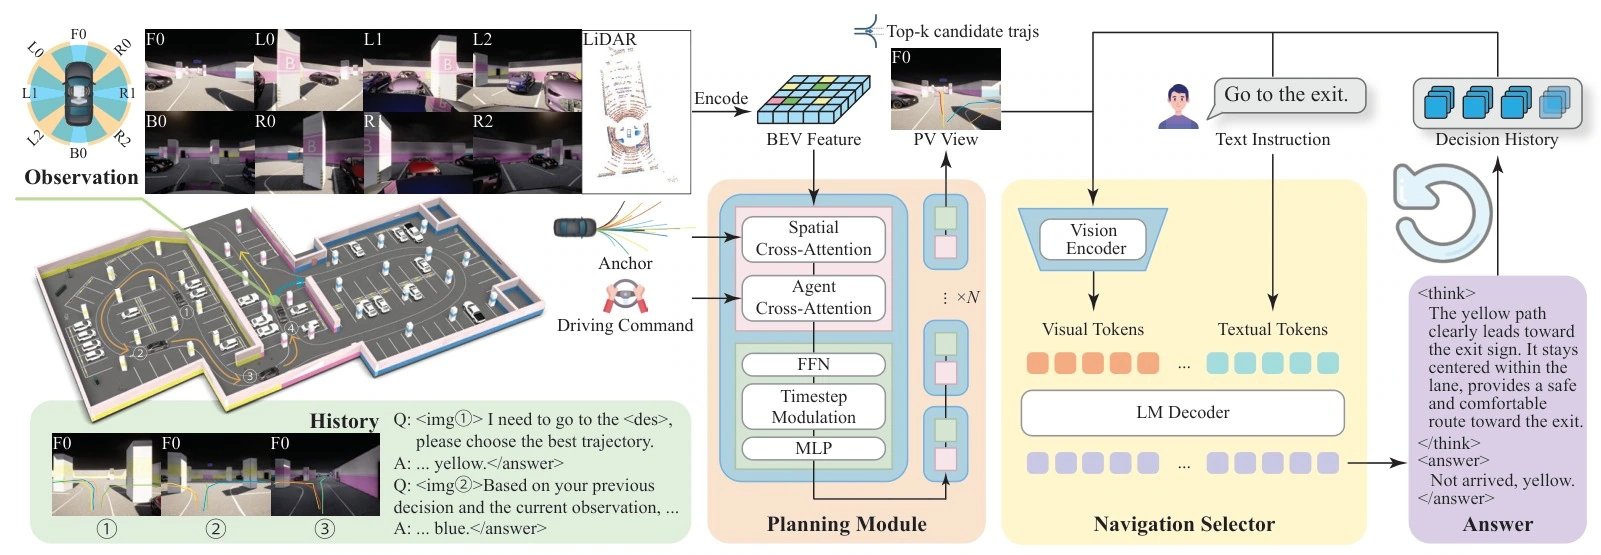 F0
L0
R0
L1
R1
L2
R2
B0
Observation
F0
L0
L1
L2
LiDAR
B0
R0
R1
R2
B
B
Encode
BEV Feature
Top-k candidate trajs
F0
PV View
Go to the exit.
Text Instruction
Decision History
Anchor
Driving Command
①
②
③
④
Spatial
Cross-Attention
Agent
Cross-Attention
FFN
Timestep
Modulation
MLP
⋮ ×N
Planning Module
Vision
Encoder
Visual Tokens
Textual Tokens
...
LM Decoder
...
Navigation Selector
<think>
The yellow path
clearly leads toward
the exit sign. It stays
centered within the
lane, provides a safe
and comfortable
route toward the exit.
</think>
<answer>
Not arrived, yellow.
</answer>
Answer
History
F0
F0
F0
①
②
③
Q: <img①> I need to go to the <des>,
please choose the best trajectory.
A: ... yellow.</answer>
Q: <img②>Based on your previous
decision and the current observation, ...
A: ... blue.</answer>